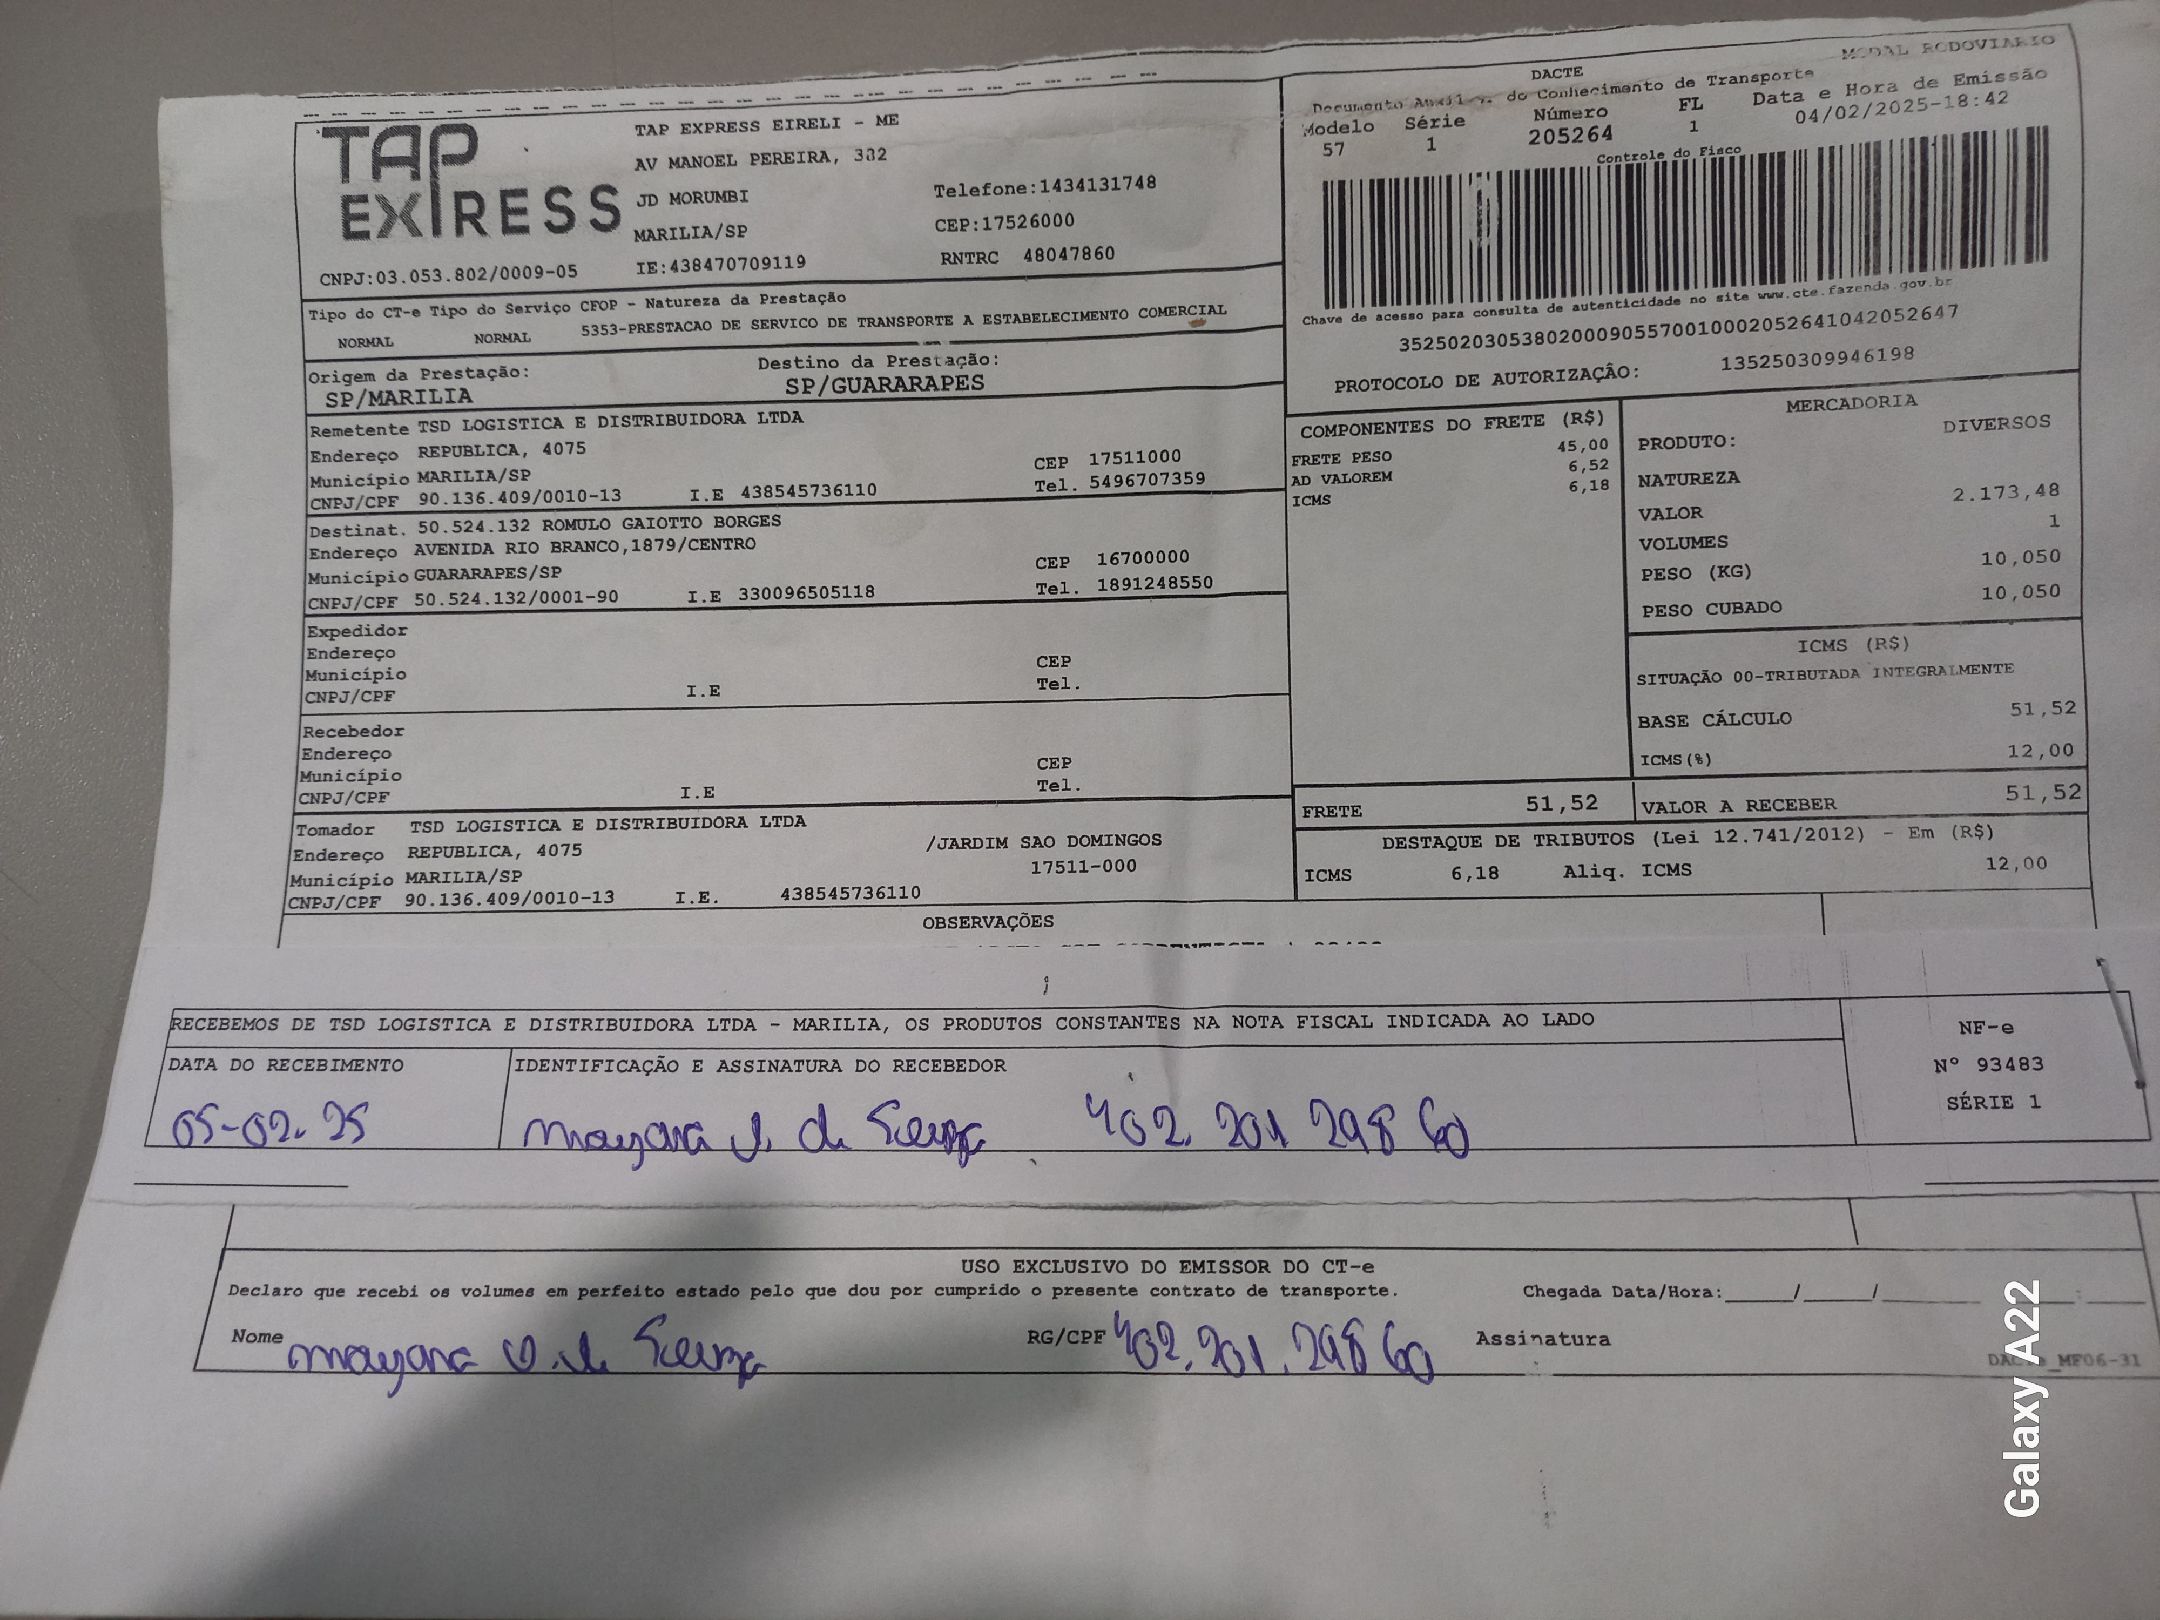 MODAL RODOVIARIO
TAP EXPRESS
TAP EXPRESS EIRELI - ME
AV MANOEL PEREIRA, 382
JD MORUMBI
MARILIA/SP
IE:438470709119
Telefone:1434131748
CEP:17526000
RNTRC 48047860
CNPJ:03.053.802/0009-05
DACTE
Documento do Conhecimento de Transporte
Modelo Série Número FL Data e Hora de Emissão
57 1 205264 1 04/02/2025-18:42
Controle do Fisco
Chave de acesso para consulta de autenticidade no site www.cte.fazenda.gov.br
35250203053802000905570010002052641042052647
PROTOCOLO DE AUTORIZAÇÃO: 135250309946198
Tipo do CT-e Tipo do Serviço CFOP - Natureza da Prestação
NORMAL NORMAL 5353-PRESTACAO DE SERVICO DE TRANSPORTE A ESTABELECIMENTO COMERCIAL
Origem da Prestação: Destino da Prestação:
SP/MARILIA SP/GUARARAPES
Remetente TSD LOGISTICA E DISTRIBUIDORA LTDA
Endereço REPUBLICA, 4075
Município MARILIA/SP CEP 17511000
CNPJ/CPF 90.136.409/0010-13 I.E 438545736110 Tel. 5496707359
Destinat. 50.524.132 ROMULO GAIOTTO BORGES
Endereço AVENIDA RIO BRANCO,1879/CENTRO
Município GUARARAPES/SP CEP 16700000
CNPJ/CPF 50.524.132/0001-90 I.E 330096505118 Tel. 1891248550
Expedidor
Endereço
Município CEP
CNPJ/CPF I.E Tel.
Recebedor
Endereço
Município CEP
CNPJ/CPF I.E Tel.
Tomador TSD LOGISTICA E DISTRIBUIDORA LTDA
Endereço REPUBLICA, 4075 /JARDIM SAO DOMINGOS
Município MARILIA/SP 17511-000
CNPJ/CPF 90.136.409/0010-13 I.E. 438545736110
COMPONENTES DO FRETE (R$)
FRETE PESO 45,00
AD VALOREM 6,52
ICMS 6,18
MERCADORIA
PRODUTO: DIVERSOS
NATUREZA
VALOR 2.173,48
VOLUMES 1
PESO (KG) 10,050
PESO CUBADO 10,050
ICMS (R$)
SITUAÇÃO 00-TRIBUTADA INTEGRALMENTE
BASE CÁLCULO 51,52
ICMS(%) 12,00
FRETE 51,52 VALOR A RECEBER 51,52
DESTAQUE DE TRIBUTOS (Lei 12.741/2012) - Em (R$)
ICMS 6,18 Aliq. ICMS 12,00
OBSERVAÇÕES
RECEBEMOS DE TSD LOGISTICA E DISTRIBUIDORA LTDA - MARILIA, OS PRODUTOS CONSTANTES NA NOTA FISCAL INDICADA AO LADO
DATA DO RECEBIMENTO IDENTIFICAÇÃO E ASSINATURA DO RECEBEDOR
05-02.25 mayara de Souza 402.201 298 60
NF-e
Nº 93483
SÉRIE 1
USO EXCLUSIVO DO EMISSOR DO CT-e
Declaro que recebi os volumes em perfeito estado pelo que dou por cumprido o presente contrato de transporte. Chegada Data/Hora:_____/_____/
Nome mayara de Souza RG/CPF 402.201.298 60 Assinatura
MF06-31
Galaxy A22